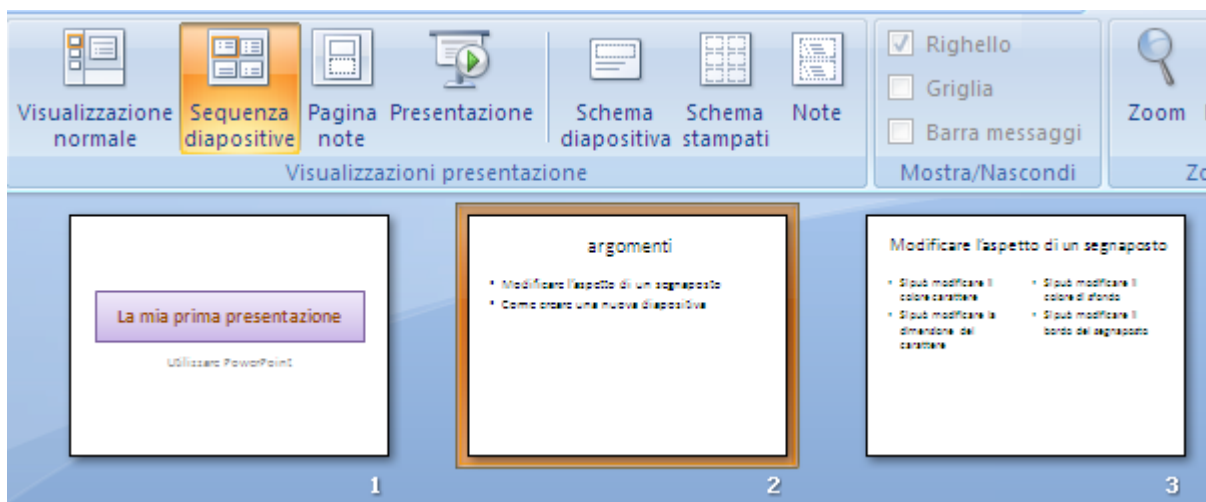 Visualizzazione normale
Sequenza diapositive
Pagina note
Presentazione
Schema diapositiva
Schema stampati
Note
Visualizzazioni presentazione
Righello
Griglia
Barra messaggi
Mostra/Nascondi
Zoom
Zo
La mia prima presentazione
Utilizzare PowerPoint
1
argomenti
• Modificare l'aspetto di un segnaposto
• Come creare una nuova diapositiva
2
Modificare l'aspetto di un segnaposto
• Si può modificare il
colore carattere
• Si può modificare la
dimensione del
carattere
• Si può modificare il
colore di sfondo
• Si può modificare il
bordo del segnaposto
3